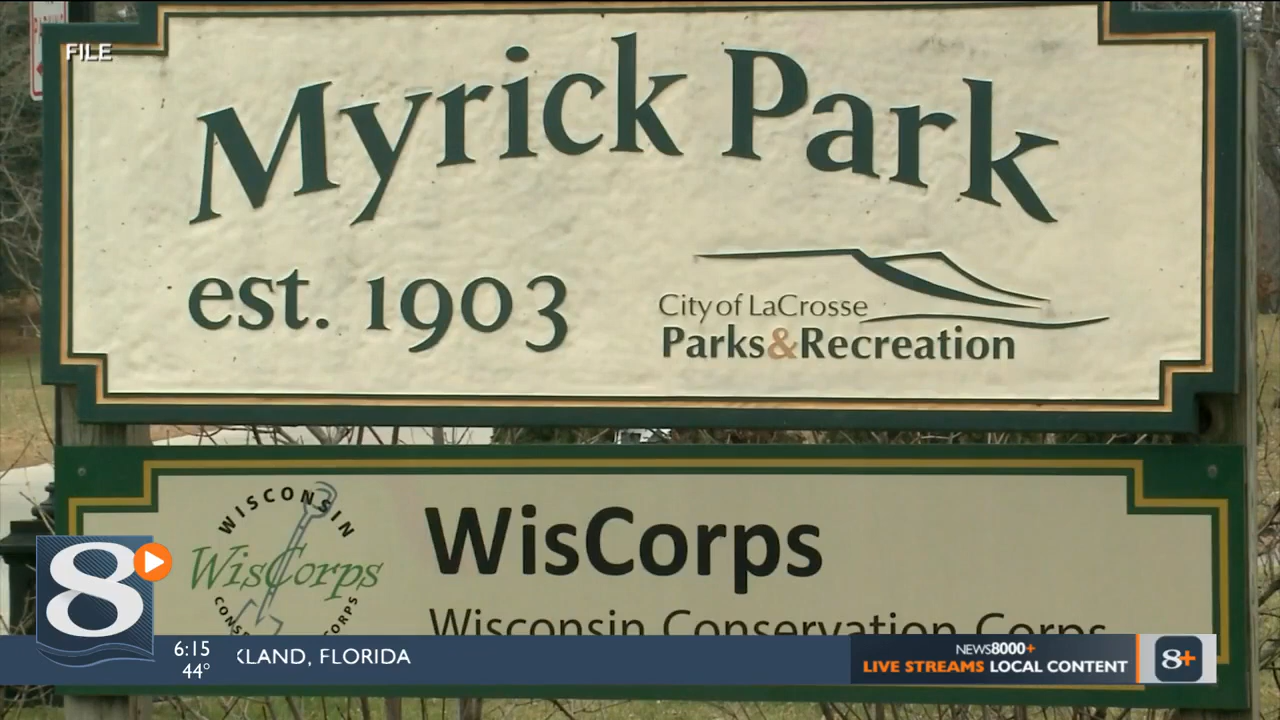 FILE
Myrick Park
est. 1903
City of LaCrosse
Parks&Recreation
WISCONSIN
WisCorps
WisCorps
Wisconsin Conservation Corps
8
6:15
44°
KLAND, FLORIDA
NEWS8000+
LIVE STREAMS LOCAL CONTENT
8+